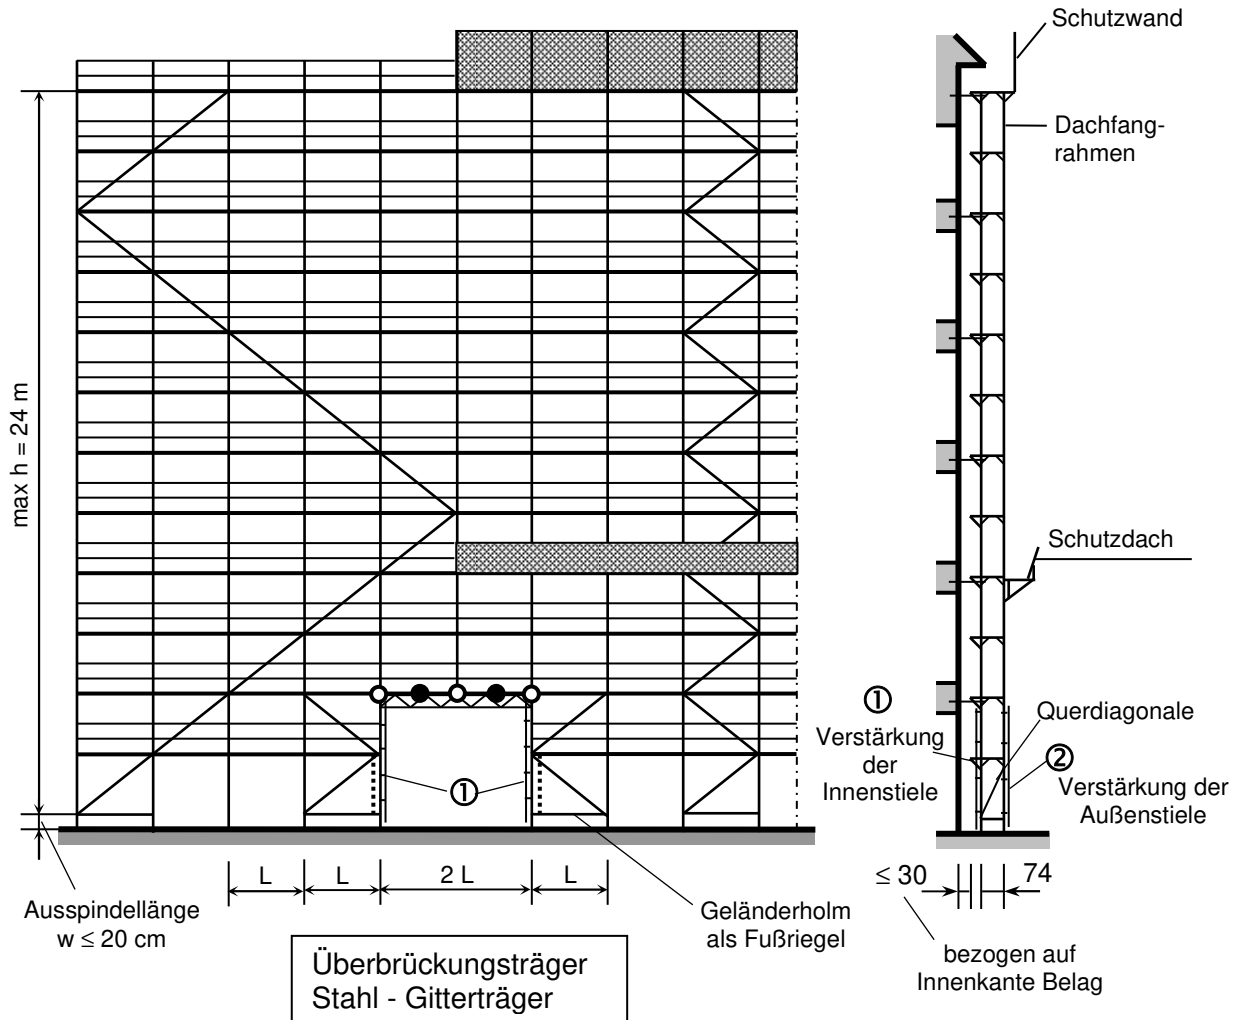 Schutzwand
Dachfang-
rahmen
max h = 24 m
Schutzdach
①
Verstärkung
der
Innenstiele
Querdiagonale
②
Verstärkung der
Außenstiele
①
L
L
2 L
L
≤ 30
74
Ausspindellänge
w ≤ 20 cm
Geländerholm
als Fußriegel
bezogen auf
Innenkante Belag
Überbrückungsträger
Stahl - Gitterträger